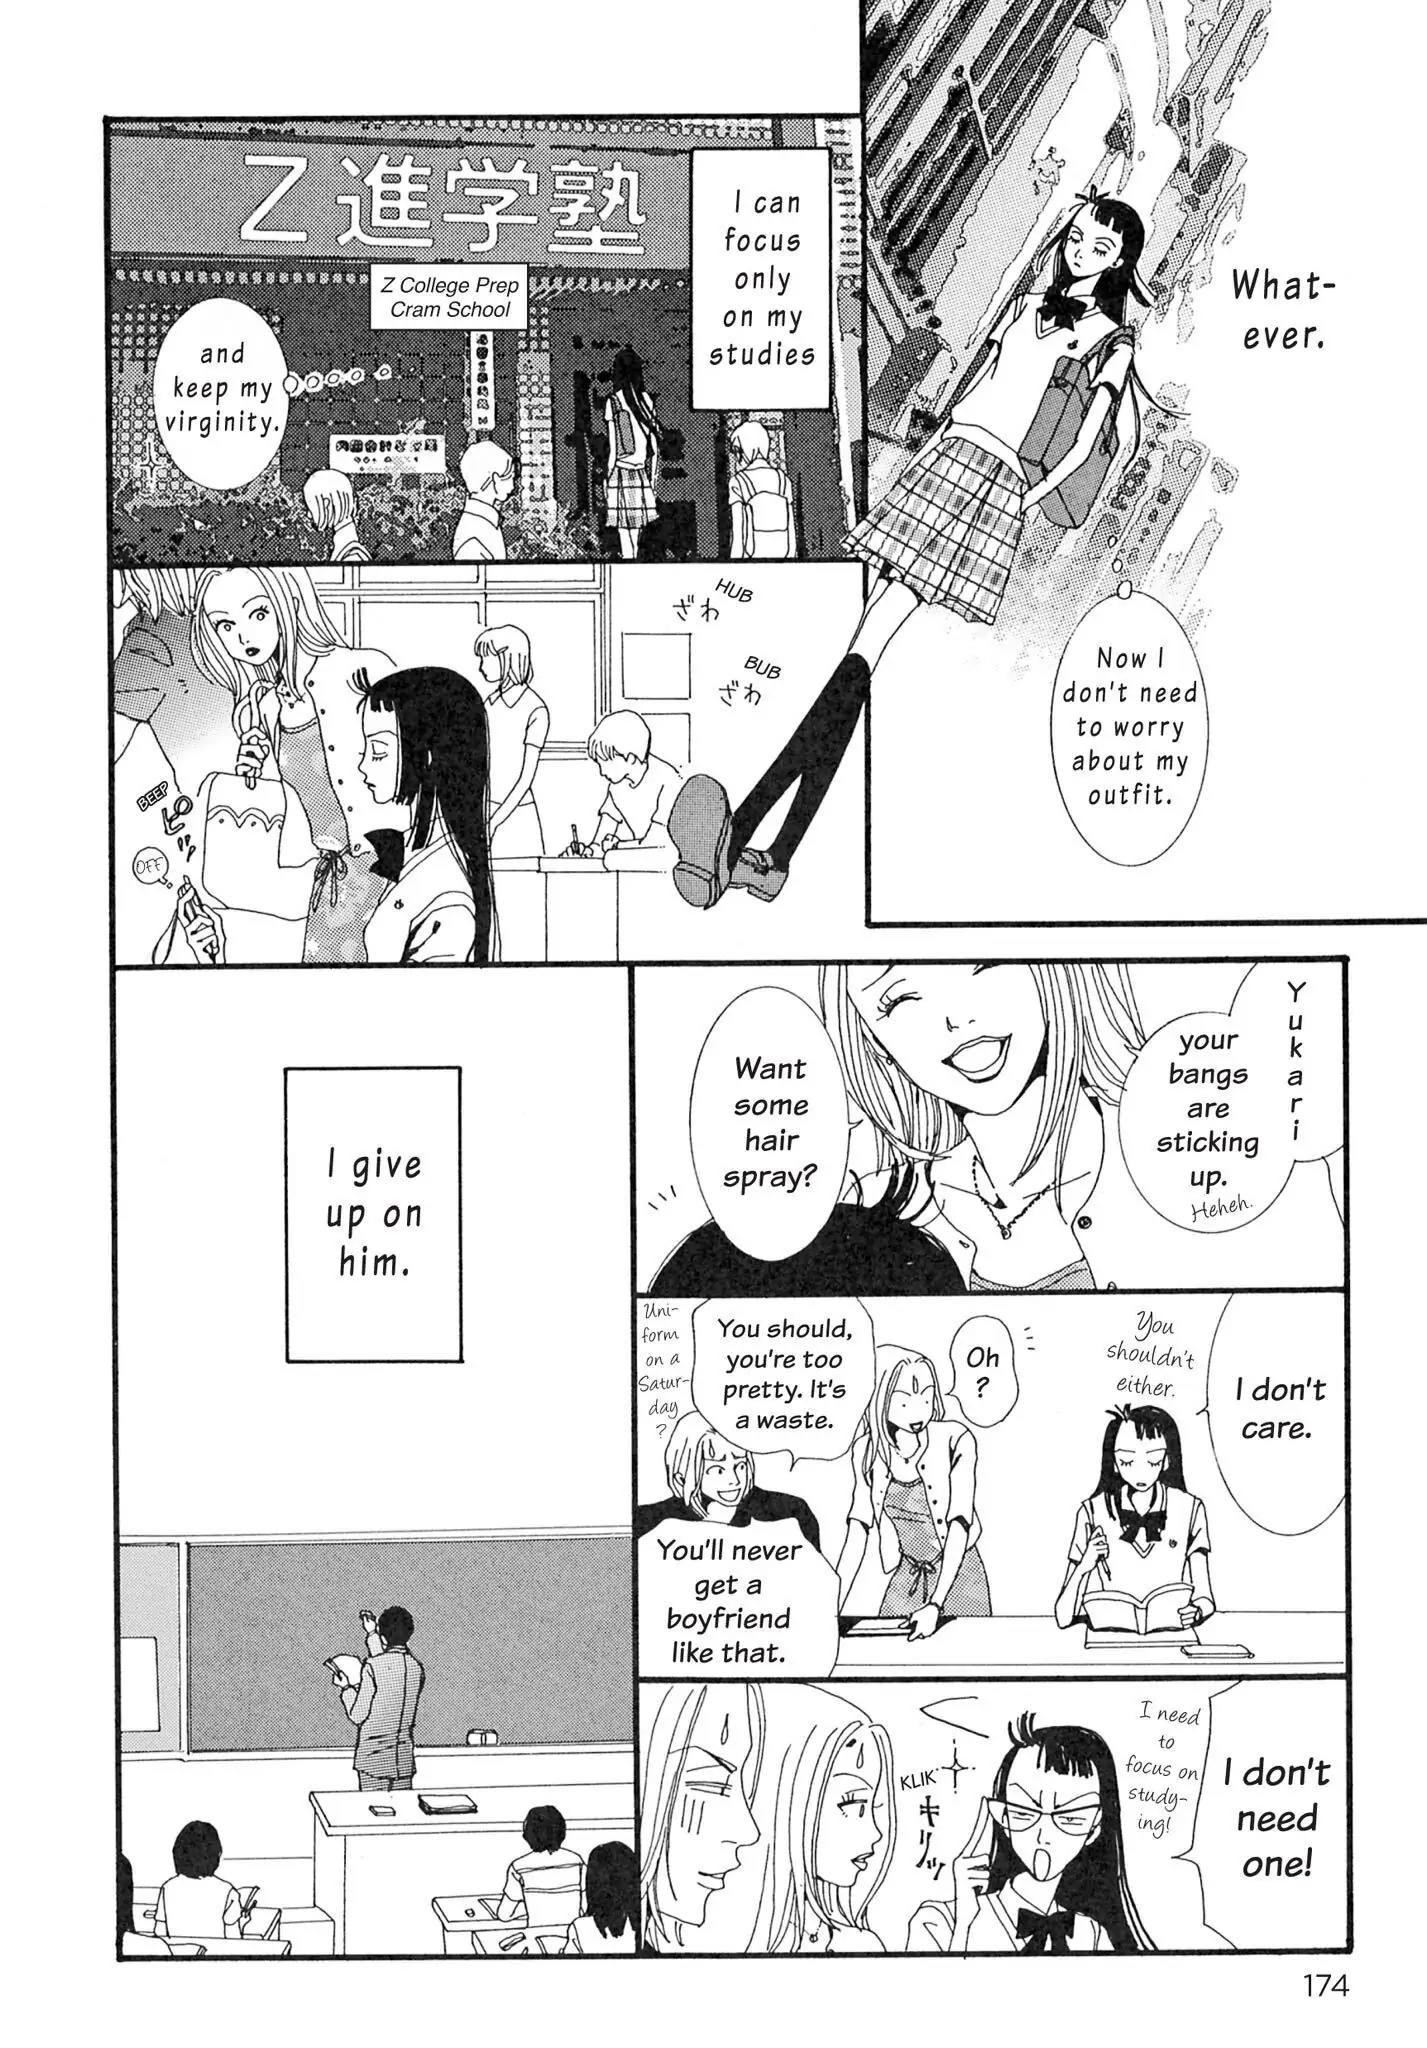 What-
ever.
Now I
don't need
to worry
about my
outfit.
Z進学塾
Z College Prep
Cram School
I can
focus
only
on my
studies
and
keep my
virginity.
HUB
ざわ
BUB
ざわ
BEEP
ピッ
OFF
Yukari
your
bangs
are
sticking
up.
Heheh.
Want
some
hair
spray?
I don't
care.
You
shouldn't
either.
Oh
?
You should,
you're too
pretty. It's
a waste.
Uni-
form
on a
Satur-
day
?
You'll never
get a
boyfriend
like that.
I don't
need
one!
I need
to
focus on
study-
ing!
KLIK
キリッ
I give
up on
him.
174